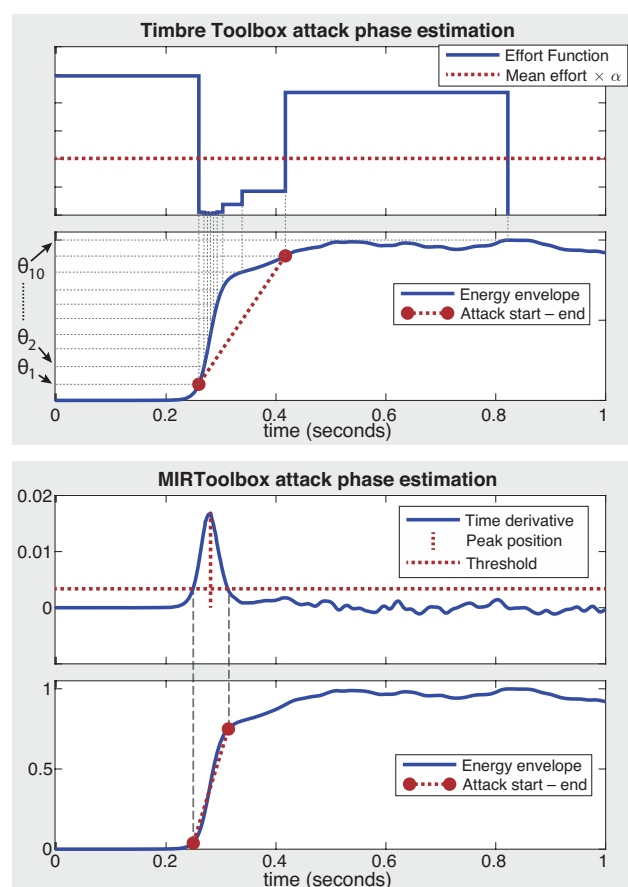 Timbre Toolbox attack phase estimation
Effort Function
Mean effort × α
θ10
θ2
θ1
Energy envelope
Attack start – end
0 0.2 0.4 0.6 0.8 1
time (seconds)
MIRToolbox attack phase estimation
0.02
0.01
0
Time derivative
Peak position
Threshold
1
0.5
0
Energy envelope
Attack start – end
0 0.2 0.4 0.6 0.8 1
time (seconds)